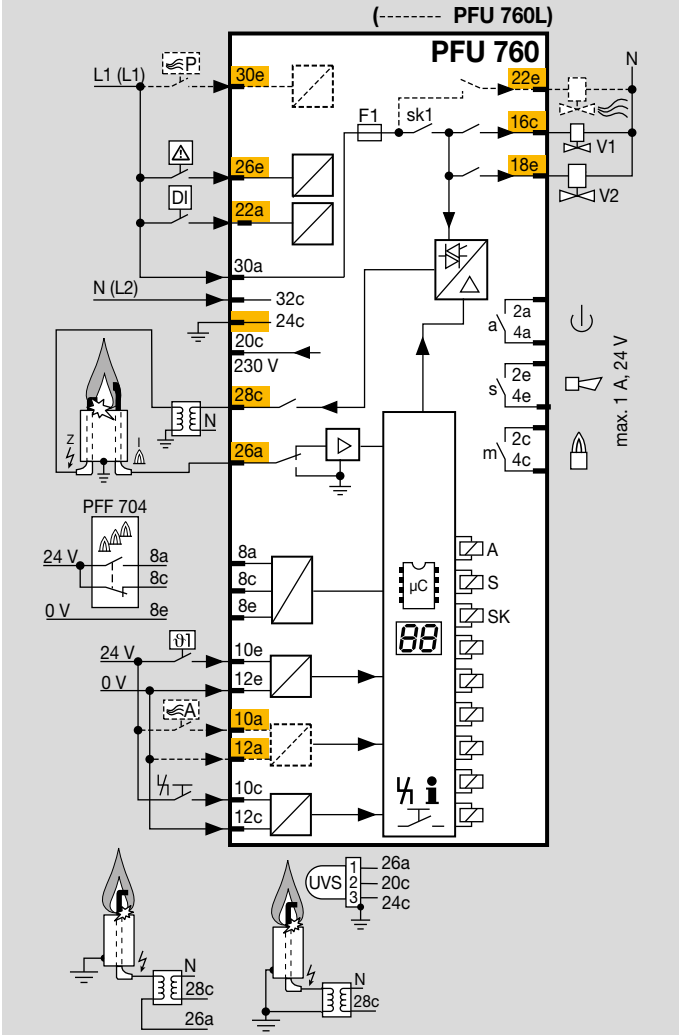 (------- PFU 760L)
PFU 760
N
L1 (L1)
P
30e
22e
F1
sk1
16c
V1
26e
18e
V2
DI
22a
30a
N (L2)
32c
24c
20c
230 V
28c
N
Z
I
26a
a
2a
4a
s
2e
4e
m
2c
4c
max. 1 A, 24 V
PFF 704
24 V
8a
8c
0 V
8e
8a
8c
8e
µC
88
A
S
SK
24 V
ϑ1
10e
0 V
12e
A
10a
12a
10c
12c
i
UVS
1
26a
2
20c
3
24c
N
28c
26a
N
28c